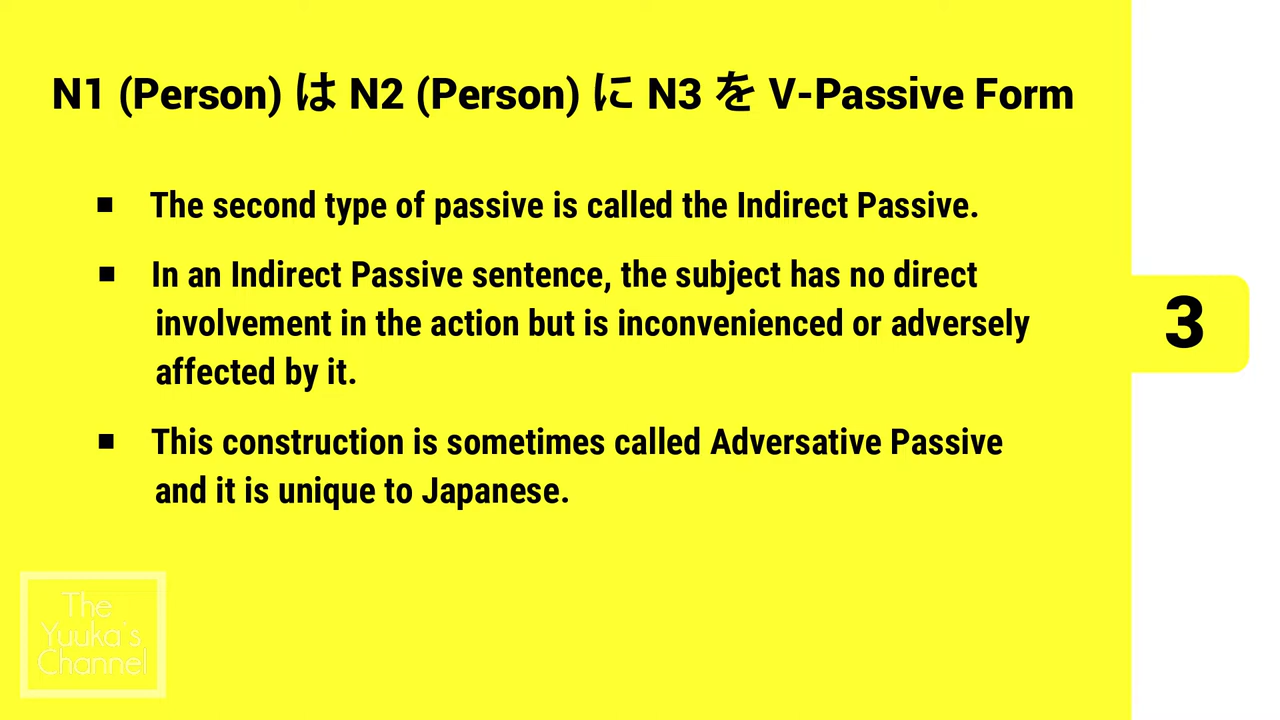 N1 (Person) は N2 (Person) に N3 を V-Passive Form
■ The second type of passive is called the Indirect Passive.
■ In an Indirect Passive sentence, the subject has no direct
involvement in the action but is inconvenienced or adversely
affected by it.
■ This construction is sometimes called Adversative Passive
and it is unique to Japanese.
3
The
Yuuka's
Channel